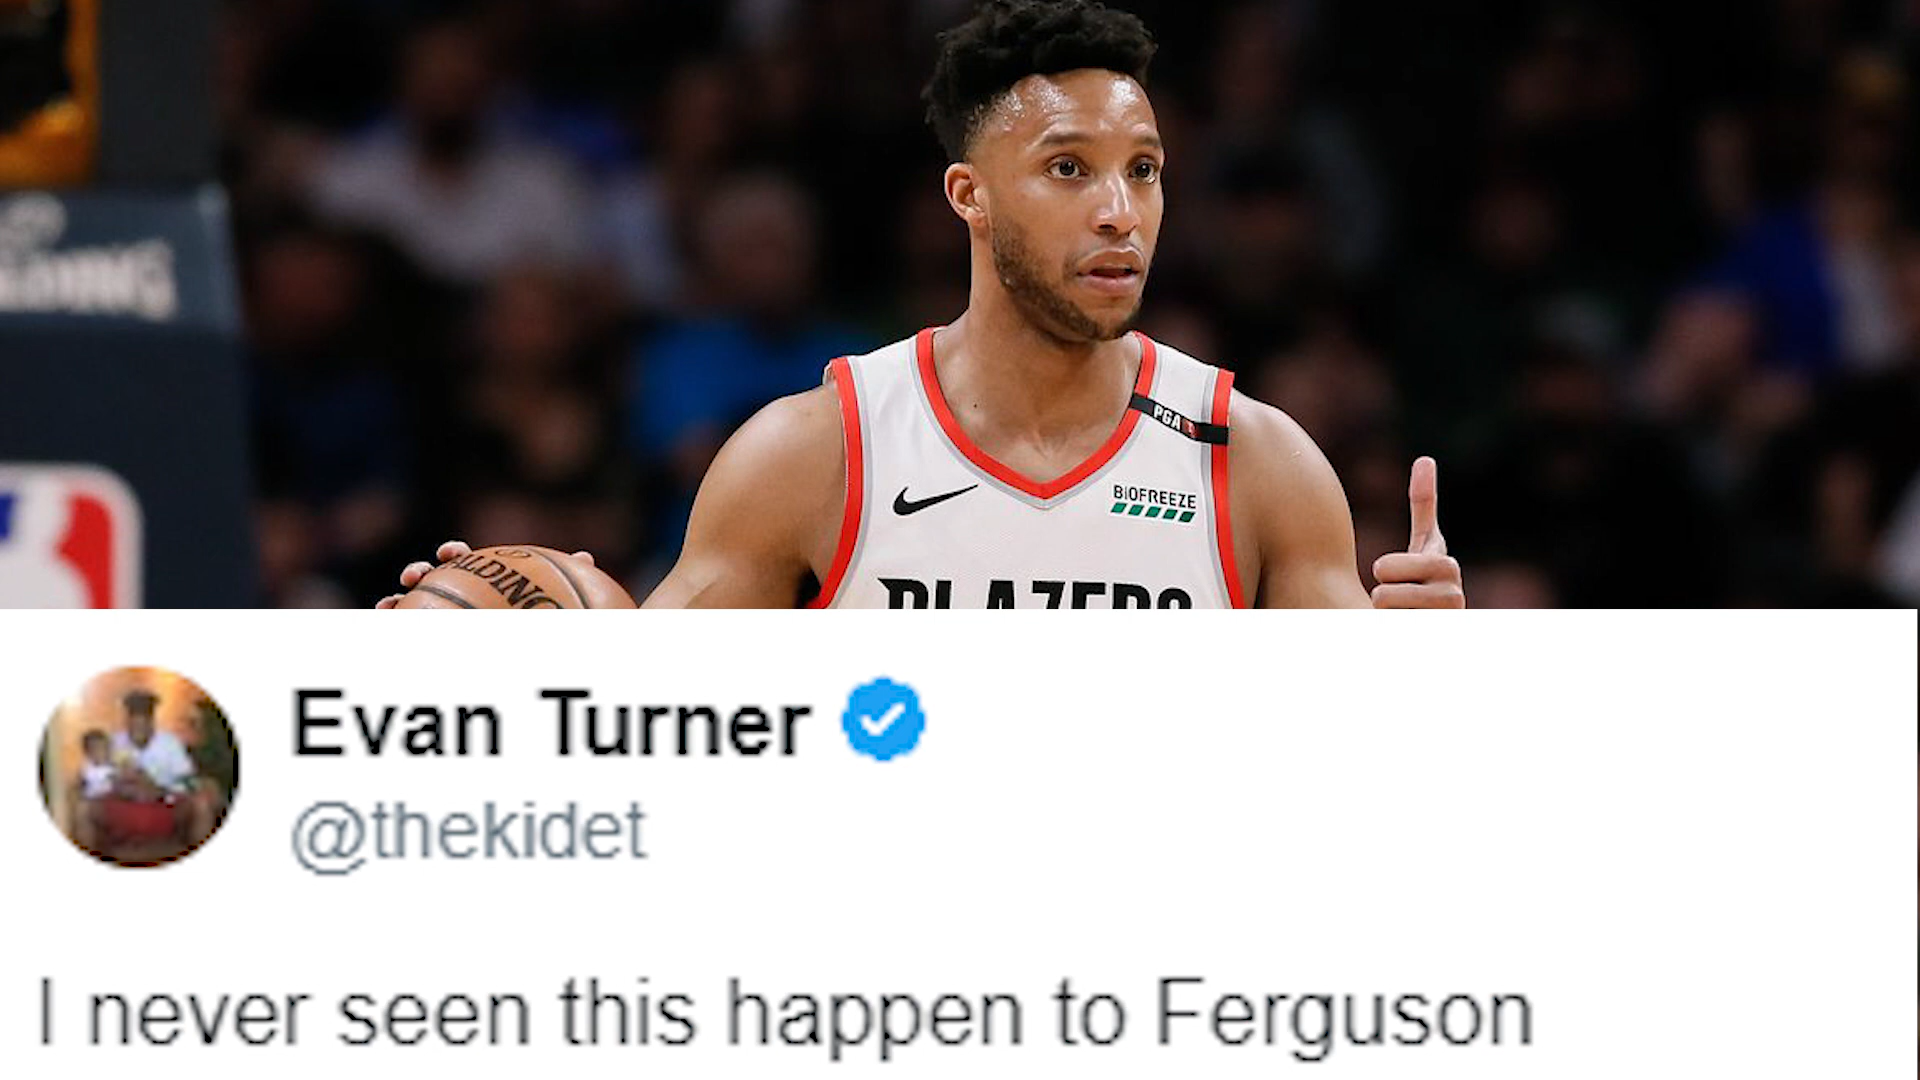 PGA
BIOFREEZE
Evan Turner
@thekidet
I never seen this happen to Ferguson